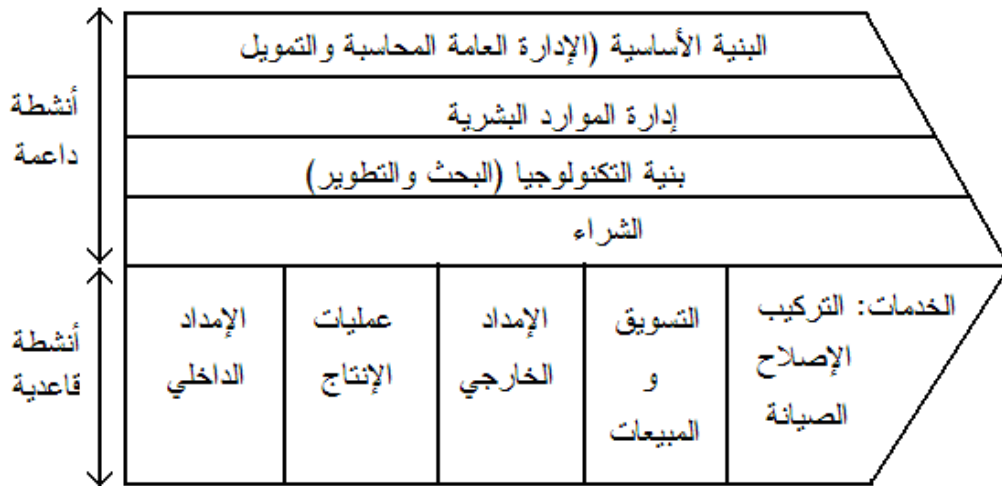 البنية الأساسية (الإدارة العامة المحاسبة والتمويل
إدارة الموارد البشرية
بنية التكنولوجيا (البحث والتطوير)
الشراء
أنشطة
داعمة
الخدمات: التركيب
الإصلاح
الصيانة
التسويق
و
المبيعات
الإمداد
الخارجي
عمليات
الإنتاج
الإمداد
الداخلي
أنشطة
قاعدية